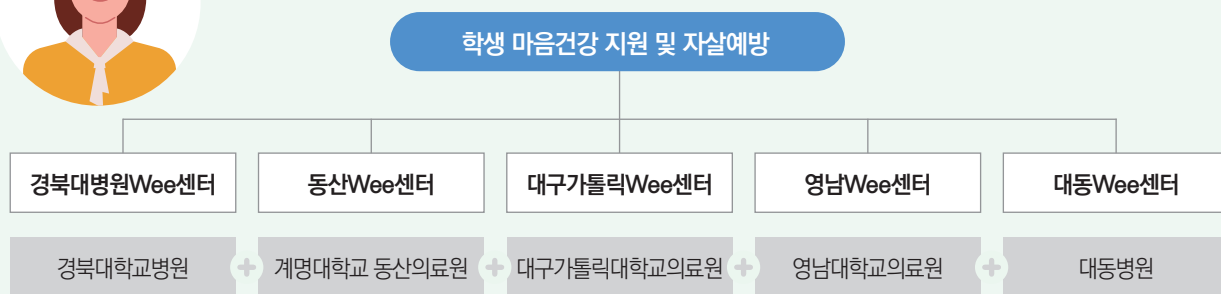 학생 마음건강 지원 및 자살예방
경북대병원Wee센터 동산Wee센터 대구가톨릭Wee센터 영남Wee센터 대동Wee센터
경북대학교병원 계명대학교 동산의료원 대구가톨릭대학교의료원 영남대학교의료원 대동병원